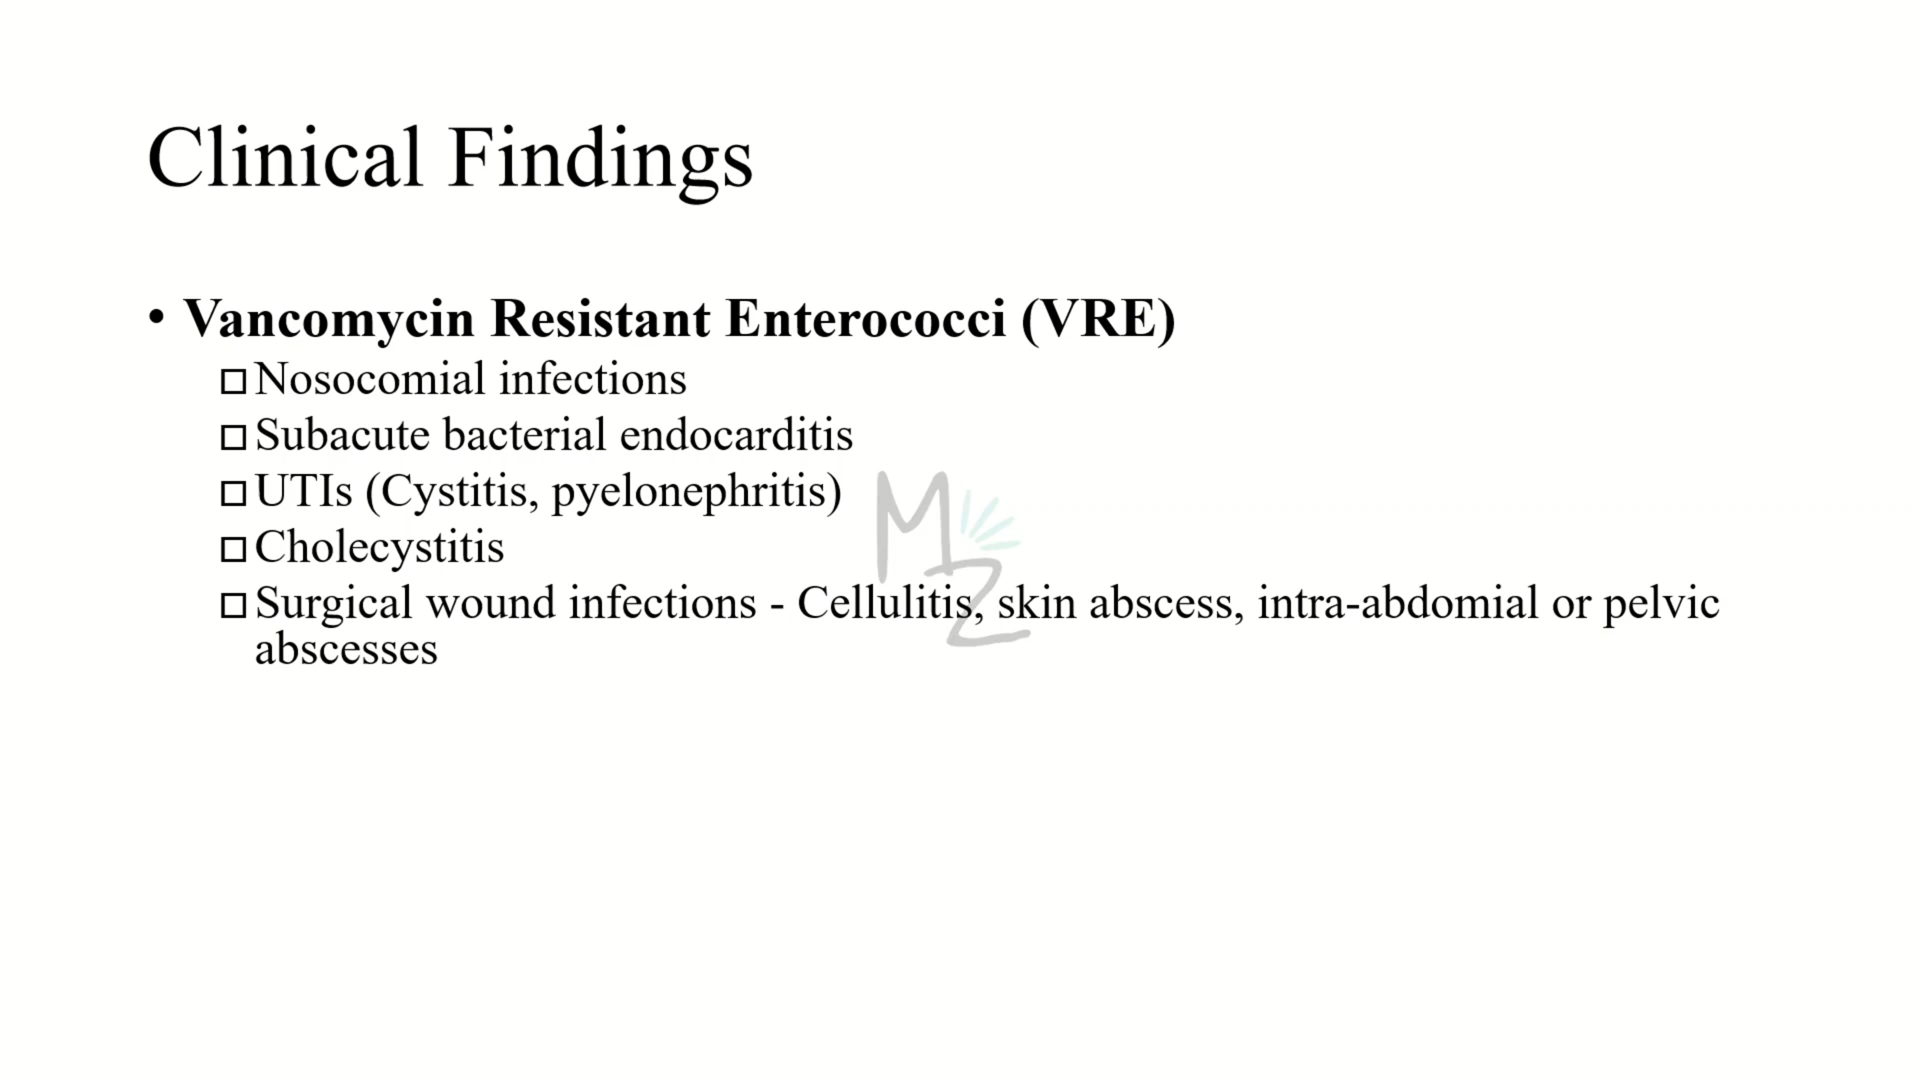 Clinical Findings
• Vancomycin Resistant Enterococci (VRE)
□ Nosocomial infections
□ Subacute bacterial endocarditis
□ UTIs (Cystitis, pyelonephritis)
□ Cholecystitis
□ Surgical wound infections - Cellulitis, skin abscess, intra-abdomial or pelvic
abscesses
MZ